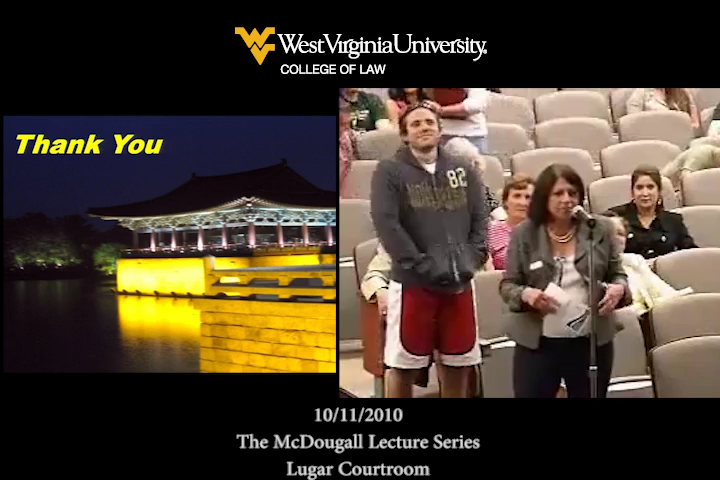 WestVirginiaUniversity®
COLLEGE OF LAW
Thank You
82
10/11/2010
The McDougall Lecture Series
Lugar Courtroom